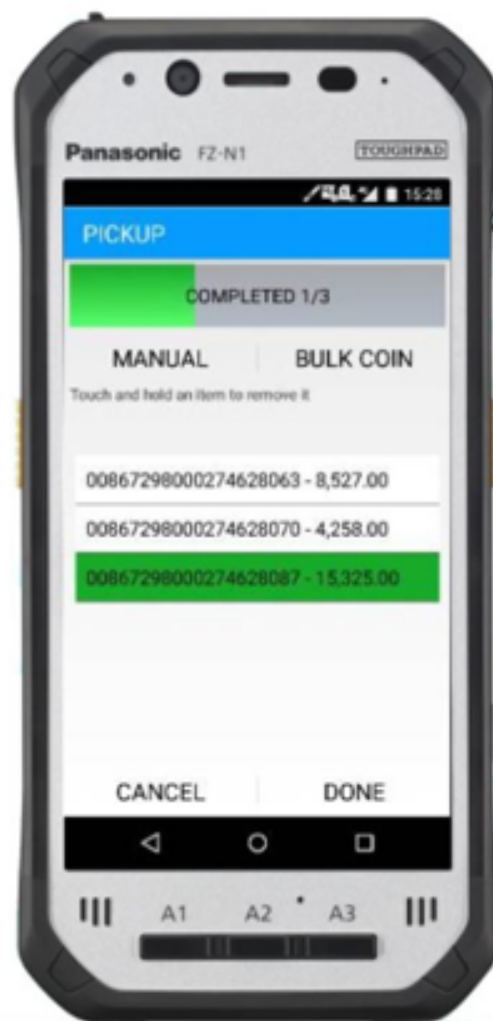 Panasonic FZ-N1 TOUGHPAD
15:28
PICKUP
COMPLETED 1/3
MANUAL BULK COIN
Touch and hold an item to remove it
00867298000274628063 - 8,527.00
00867298000274628070 - 4,258.00
00867298000274628087 - 15,325.00
CANCEL DONE
A1 A2 A3